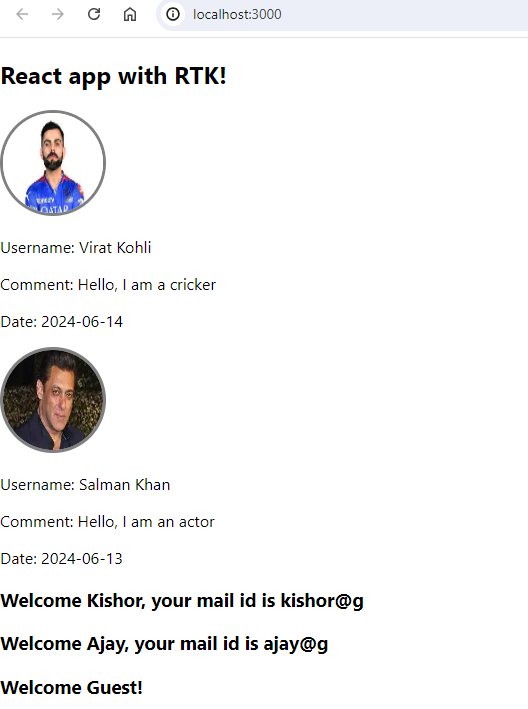 localhost:3000
React app with RTK!
QATAR
Username: Virat Kohli
Comment: Hello, I am a cricker
Date: 2024-06-14
Username: Salman Khan
Comment: Hello, I am an actor
Date: 2024-06-13
Welcome Kishor, your mail id is kishor@g
Welcome Ajay, your mail id is ajay@g
Welcome Guest!